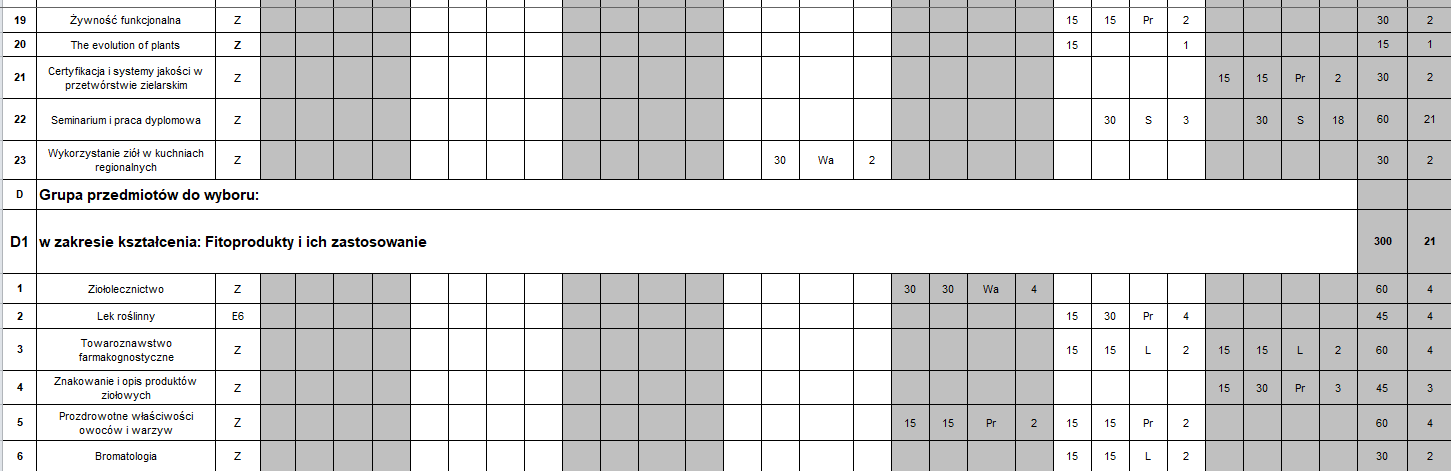 19 Żywność funkcjonalna Z 15 15 Pr 2 30 2
20 The evolution of plants Z 15 1 15 1
21 Certyfikacja i systemy jakości w
przetwórstwie zielarskim Z 15 15 Pr 2 30 2
22 Seminarium i praca dyplomowa Z 30 S 3 30 S 18 60 21
23 Wykorzystanie ziół w kuchniach
regionalnych Z 30 Wa 2 30 2
D Grupa przedmiotów do wyboru:
D1 w zakresie kształcenia: Fitoprodukty i ich zastosowanie 300 21
1 Ziołolecznictwo Z 30 30 Wa 4 60 4
2 Lek roślinny E6 15 30 Pr 4 45 4
3 Towaroznawstwo
farmakognostyczne Z 15 15 L 2 15 15 L 2 60 4
4 Znakowanie i opis produktów
ziołowych Z 15 30 Pr 3 45 3
5 Prozdrowotne właściwości
owoców i warzyw Z 15 15 Pr 2 15 15 Pr 2 60 4
6 Bromatologia Z 15 15 L 2 30 2